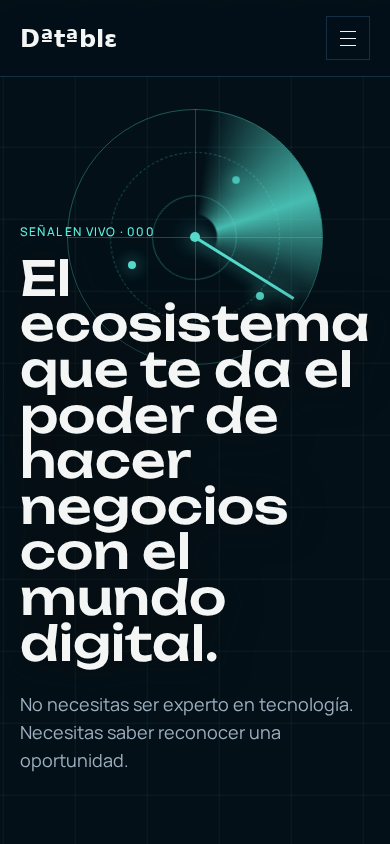 Dªtªblε
SEÑAL EN VIVO · 000
El
ecosistema
que te da el
poder de
hacer
negocios
con el
mundo
digital.
No necesitas ser experto en tecnología.
Necesitas saber reconocer una
oportunidad.